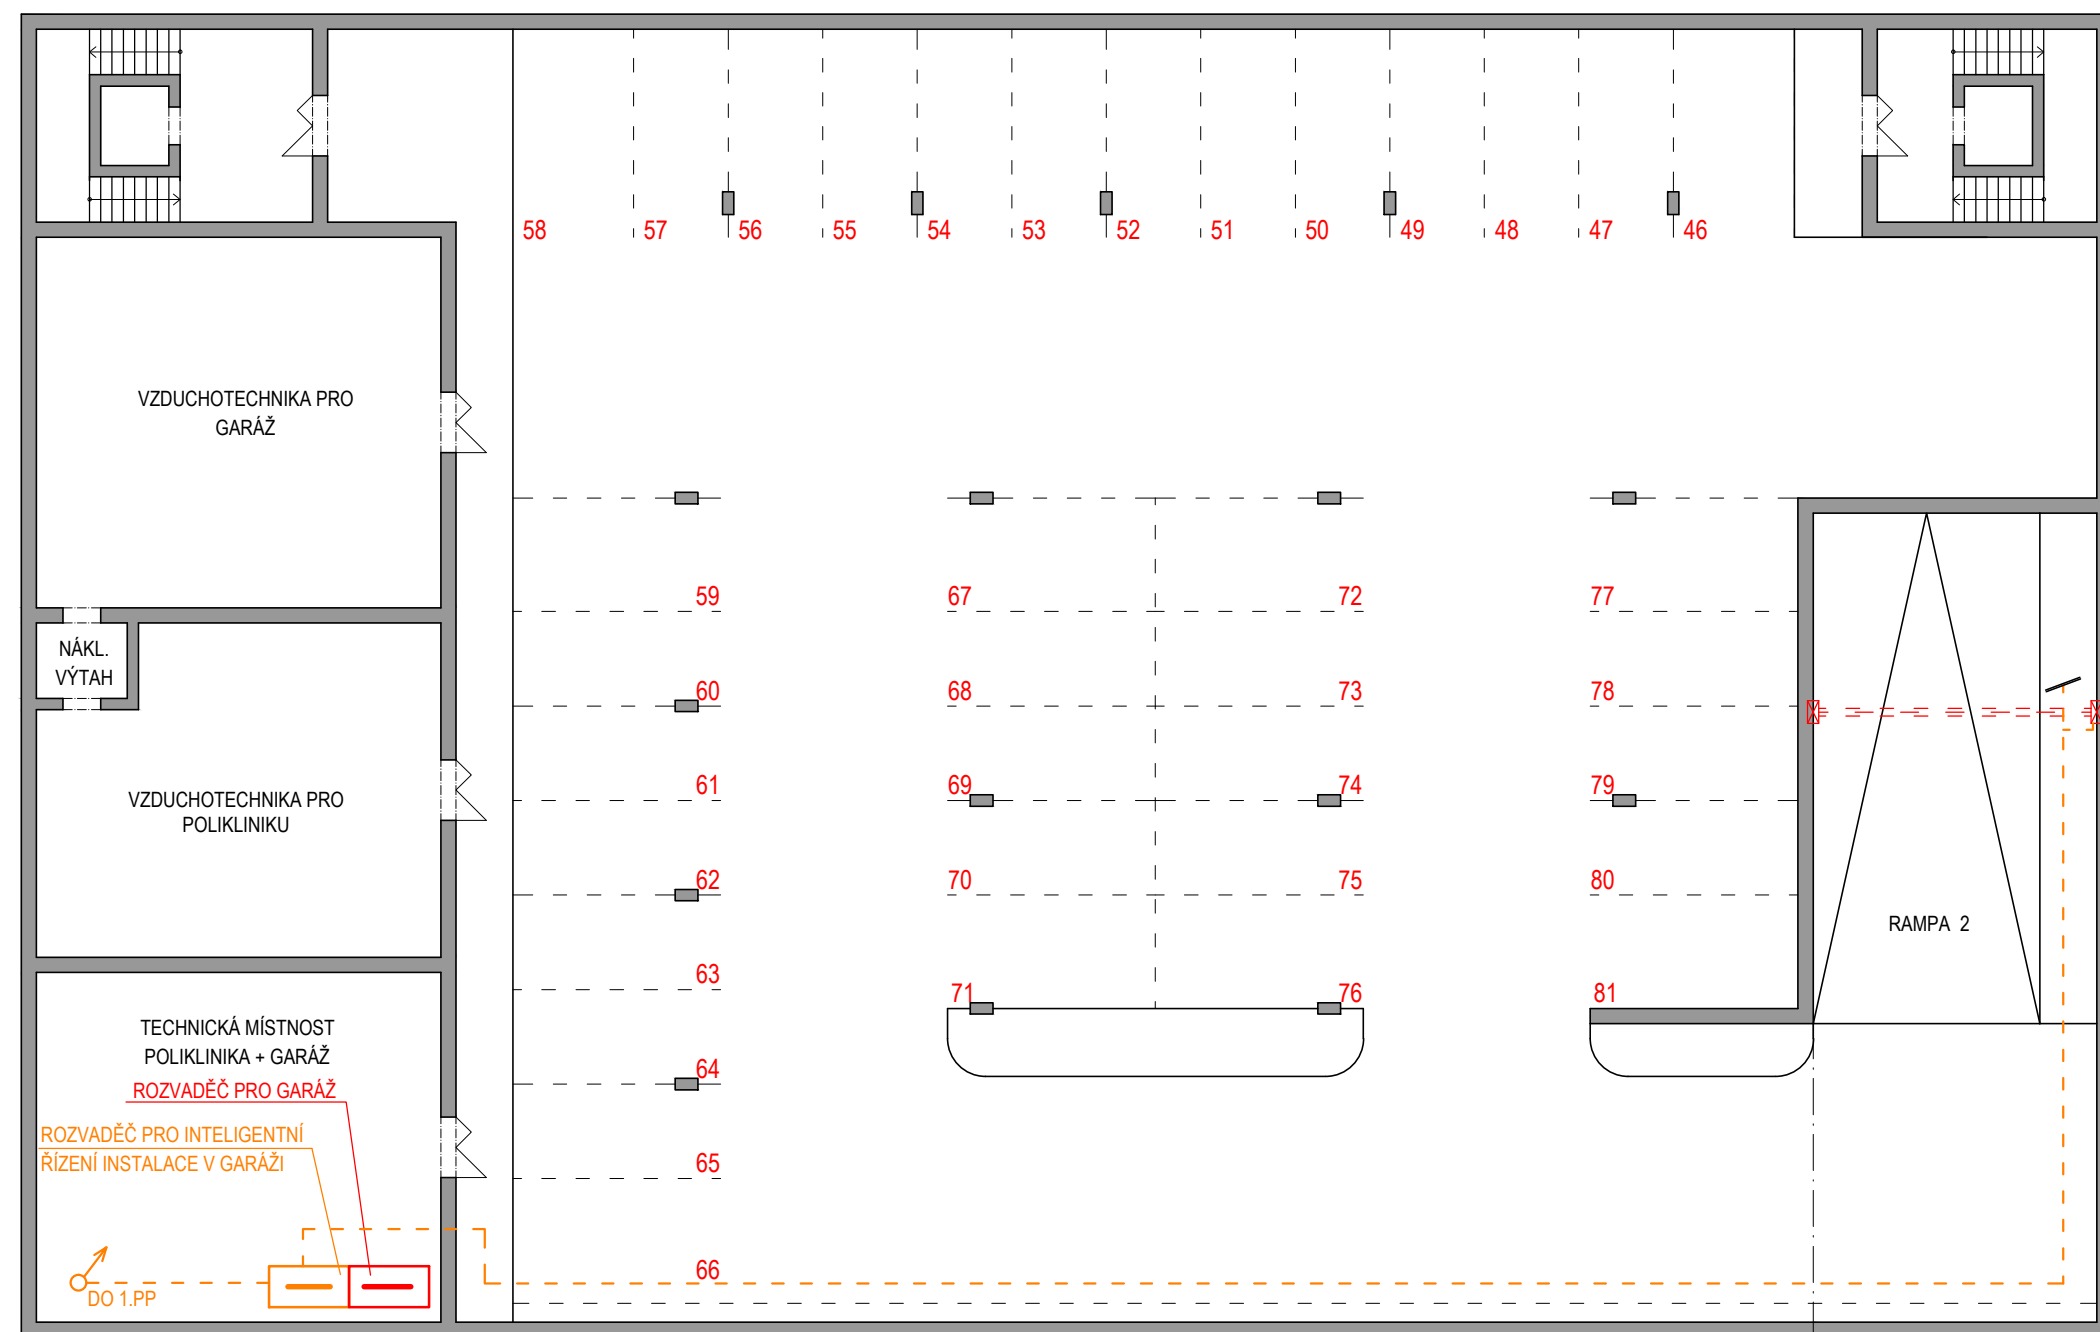 58 57 56 55 54 53 52 51 50 49 48 47 46
VZDUCHOTECHNIKA PRO
GARÁŽ
59 67 72 77
NÁKL.
VÝTAH
60 68 73 78
VZDUCHOTECHNIKA PRO
POLIKLINIKU
61 69 74 79
62 70 75 80
RAMPA 2
63 71 76 81
TECHNICKÁ MÍSTNOST
POLIKLINIKA + GARÁŽ
64
ROZVADĚČ PRO GARÁŽ
ROZVADĚČ PRO INTELIGENTNÍ
ŘÍZENÍ INSTALACE V GARÁŽI
65
66
DO 1.PP